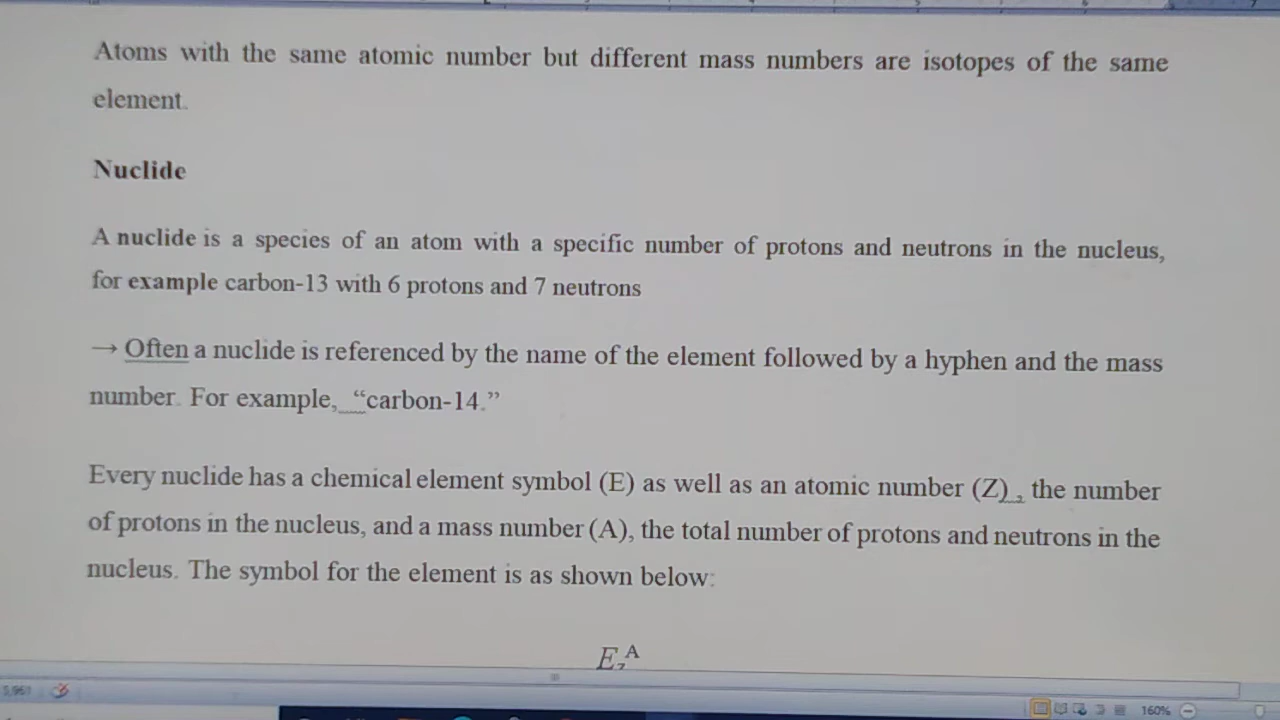 Atoms with the same atomic number but different mass numbers are isotopes of the same
element.
Nuclide
A nuclide is a species of an atom with a specific number of protons and neutrons in the nucleus,
for example carbon-13 with 6 protons and 7 neutrons
→ Often a nuclide is referenced by the name of the element followed by a hyphen and the mass
number. For example, “carbon-14.”
Every nuclide has a chemical element symbol (E) as well as an atomic number (Z) , the number
of protons in the nucleus, and a mass number (A), the total number of protons and neutrons in the
nucleus. The symbol for the element is as shown below:
E A
160%